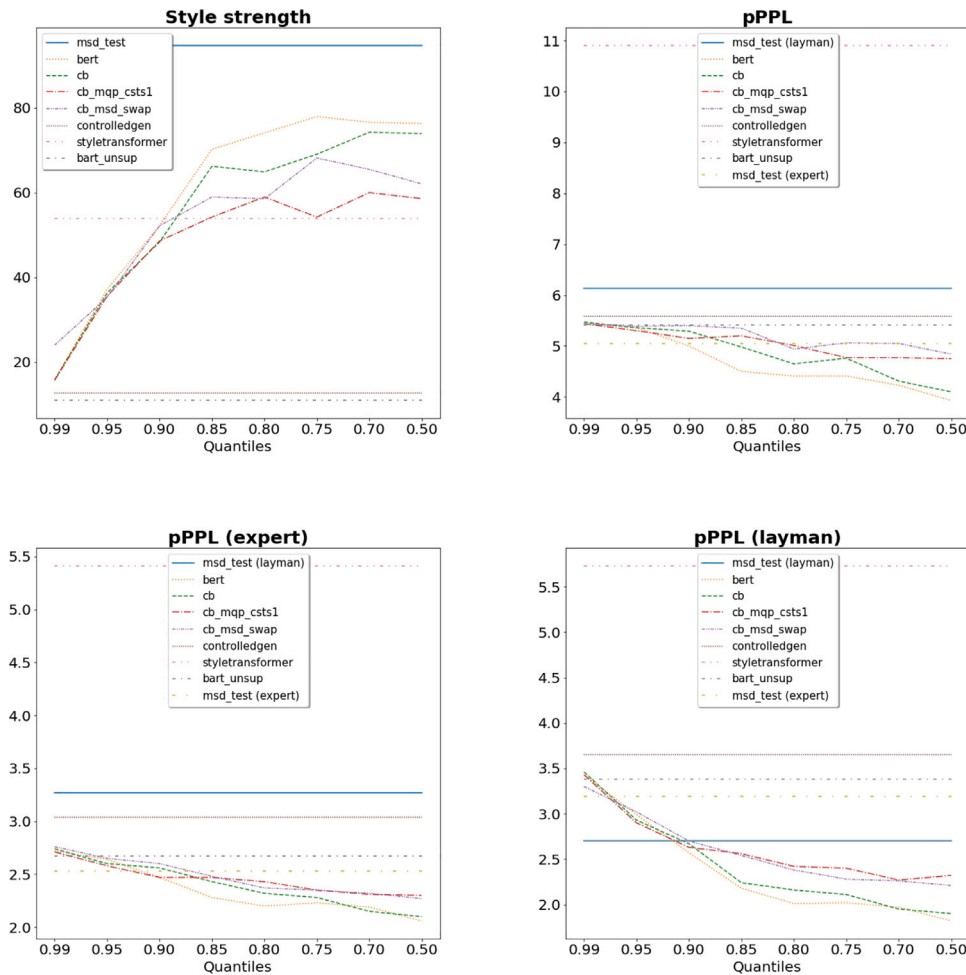 Style strength
msd_test
bert
cb
cb_mqp_csts1
cb_msd_swap
controlledgen
styletransformer
bart_unsup
80
60
40
20
0.99 0.95 0.90 0.85 0.80 0.75 0.70 0.50
Quantiles
pPPL
msd_test (layman)
bert
cb
cb_mqp_csts1
cb_msd_swap
controlledgen
styletransformer
bart_unsup
msd_test (expert)
11
10
9
8
7
6
5
4
0.99 0.95 0.90 0.85 0.80 0.75 0.70 0.50
Quantiles
pPPL (expert)
msd_test (layman)
bert
cb
cb_mqp_csts1
cb_msd_swap
controlledgen
styletransformer
bart_unsup
msd_test (expert)
5.5
5.0
4.5
4.0
3.5
3.0
2.5
2.0
0.99 0.95 0.90 0.85 0.80 0.75 0.70 0.50
Quantiles
pPPL (layman)
msd_test (layman)
bert
cb
cb_mqp_csts1
cb_msd_swap
controlledgen
styletransformer
bart_unsup
msd_test (expert)
5.5
5.0
4.5
4.0
3.5
3.0
2.5
2.0
0.99 0.95 0.90 0.85 0.80 0.75 0.70 0.50
Quantiles